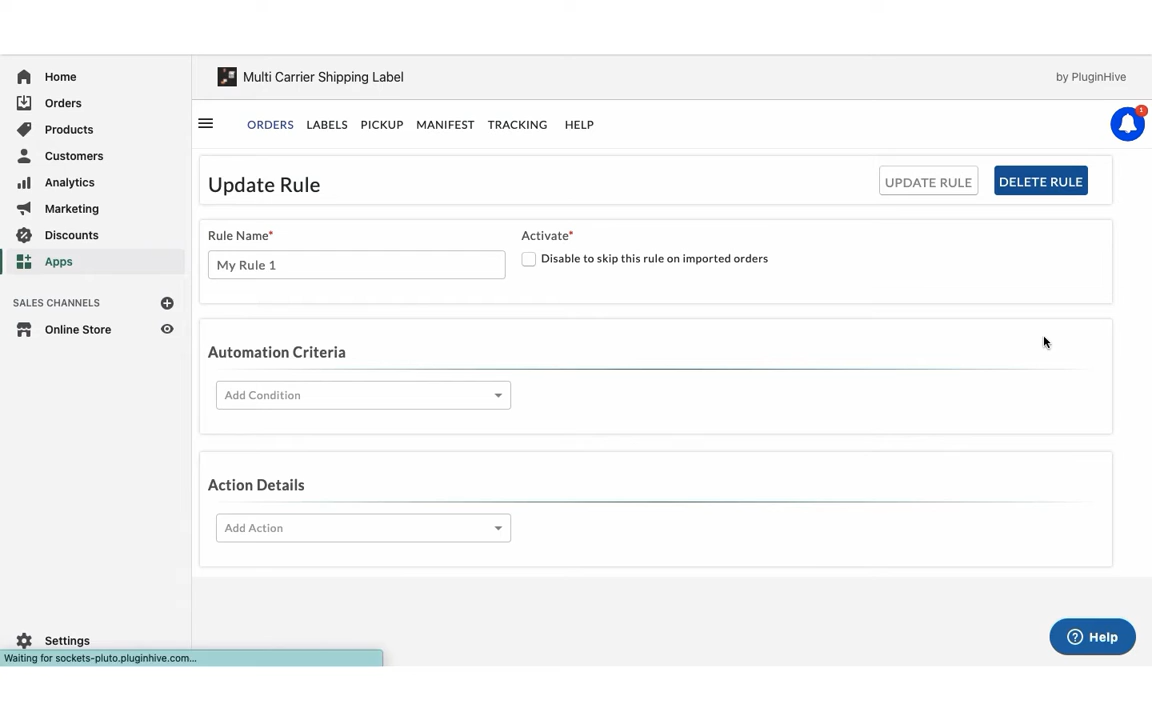 Multi Carrier Shipping Label
by PluginHive
Home
Orders
Products
Customers
Analytics
Marketing
Discounts
Apps
SALES CHANNELS
Online Store
Settings
ORDERS LABELS PICKUP MANIFEST TRACKING HELP
1
Update Rule
UPDATE RULE
DELETE RULE
Rule Name*
My Rule 1
Activate*
Disable to skip this rule on imported orders
Automation Criteria
Add Condition
Action Details
Add Action
Help
Waiting for sockets-pluto.pluginhive.com...